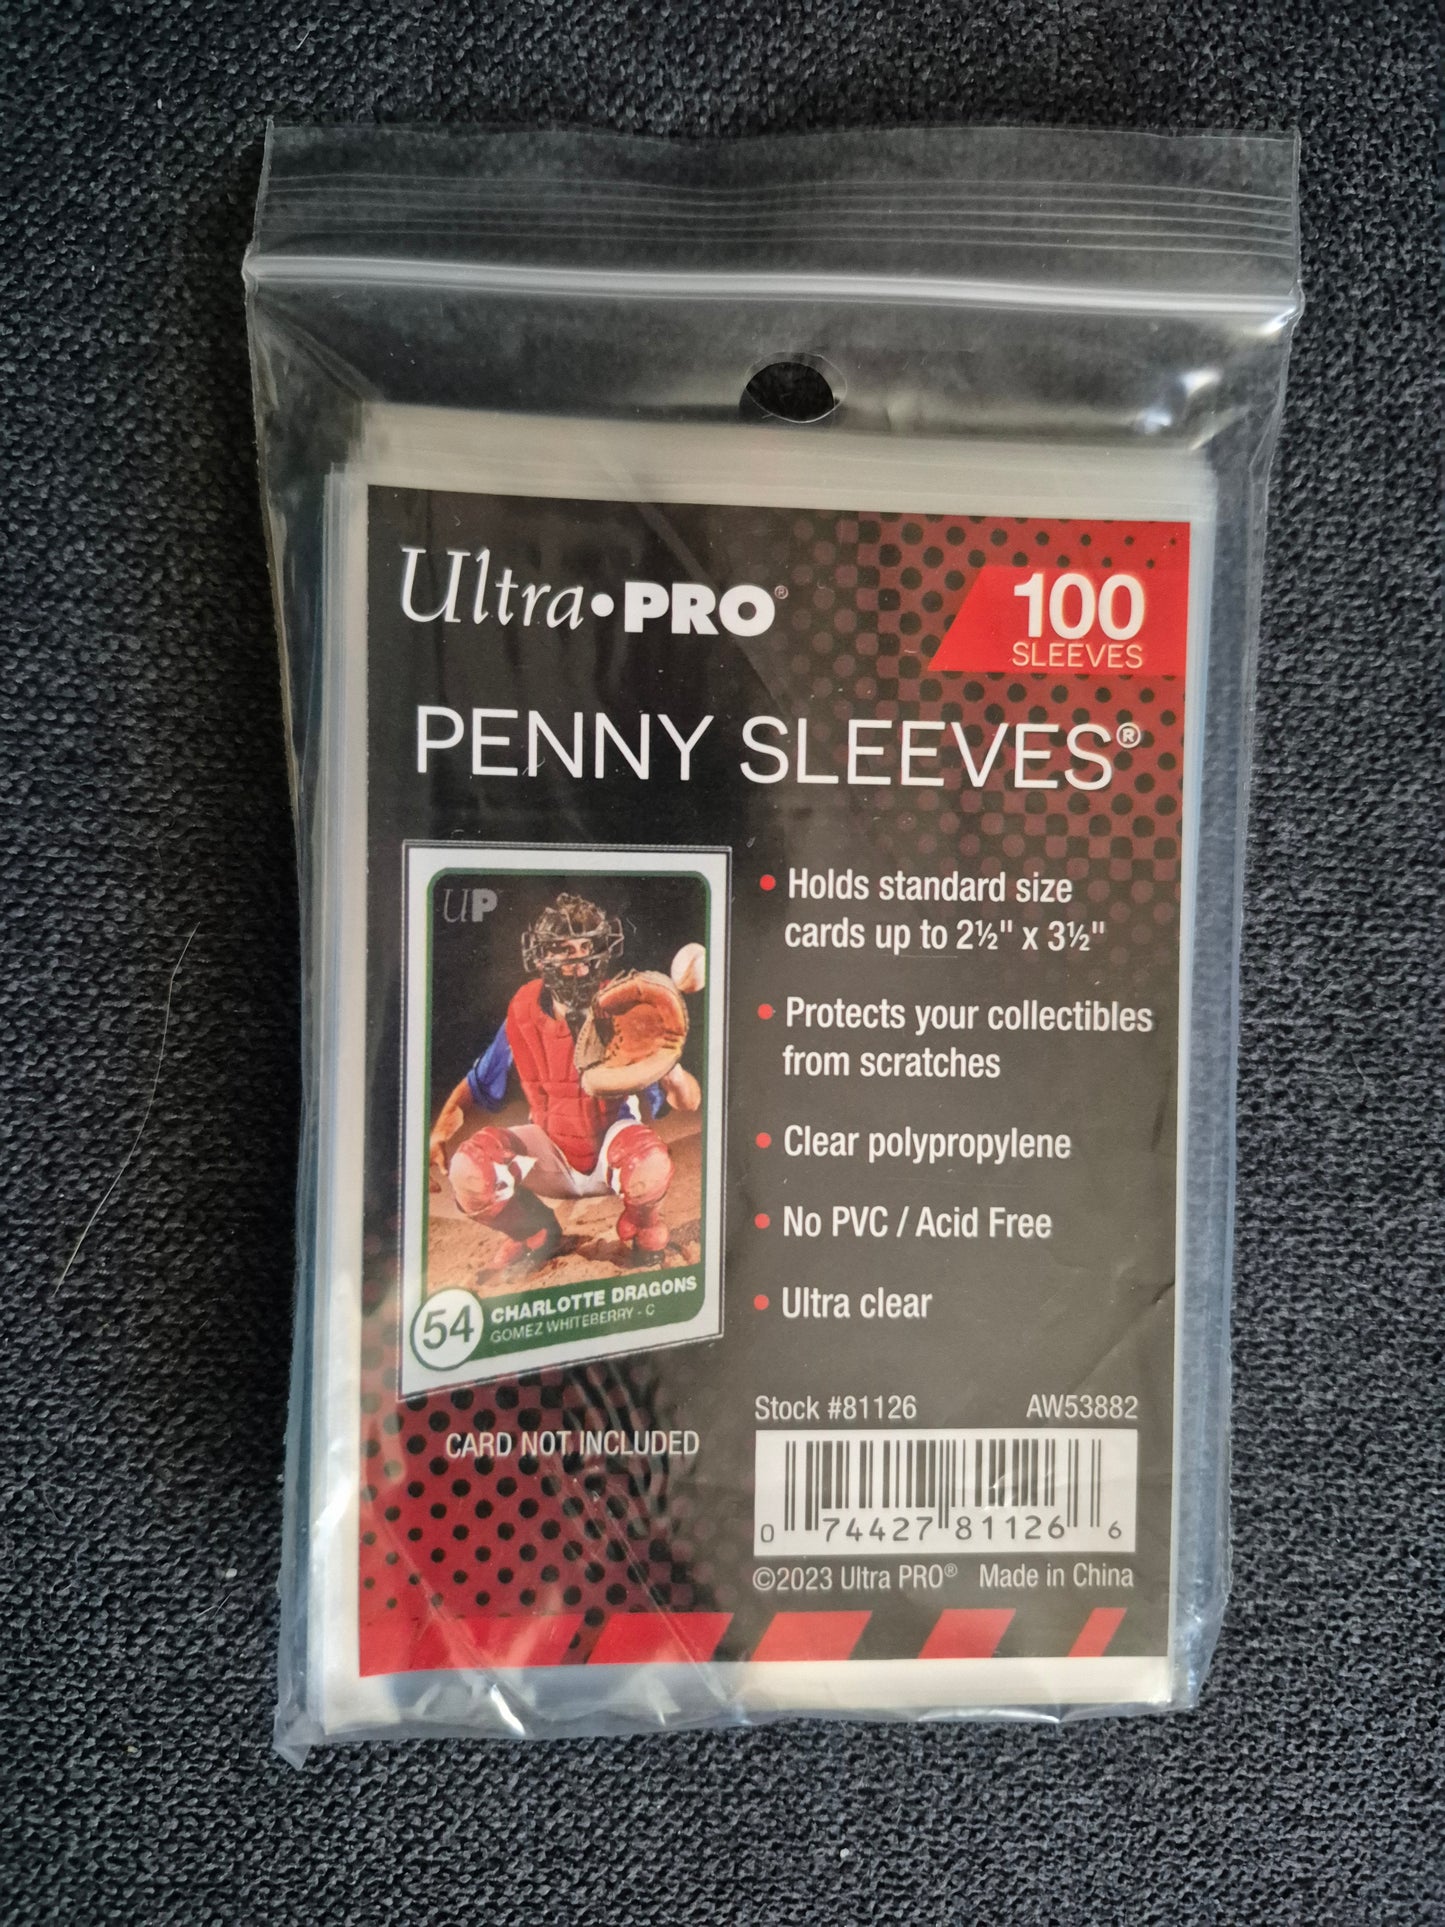 Ultra•PRO®
100
SLEEVES
PENNY SLEEVES®
UP
54
CHARLOTTE DRAGONS
GOMEZ WHITEBERRY - C
CARD NOT INCLUDED
• Holds standard size
cards up to 2½" x 3½"
• Protects your collectibles
from scratches
• Clear polypropylene
• No PVC / Acid Free
• Ultra clear
Stock #81126 AW53882
0 74427 81126 6
©2023 Ultra PRO® Made in China